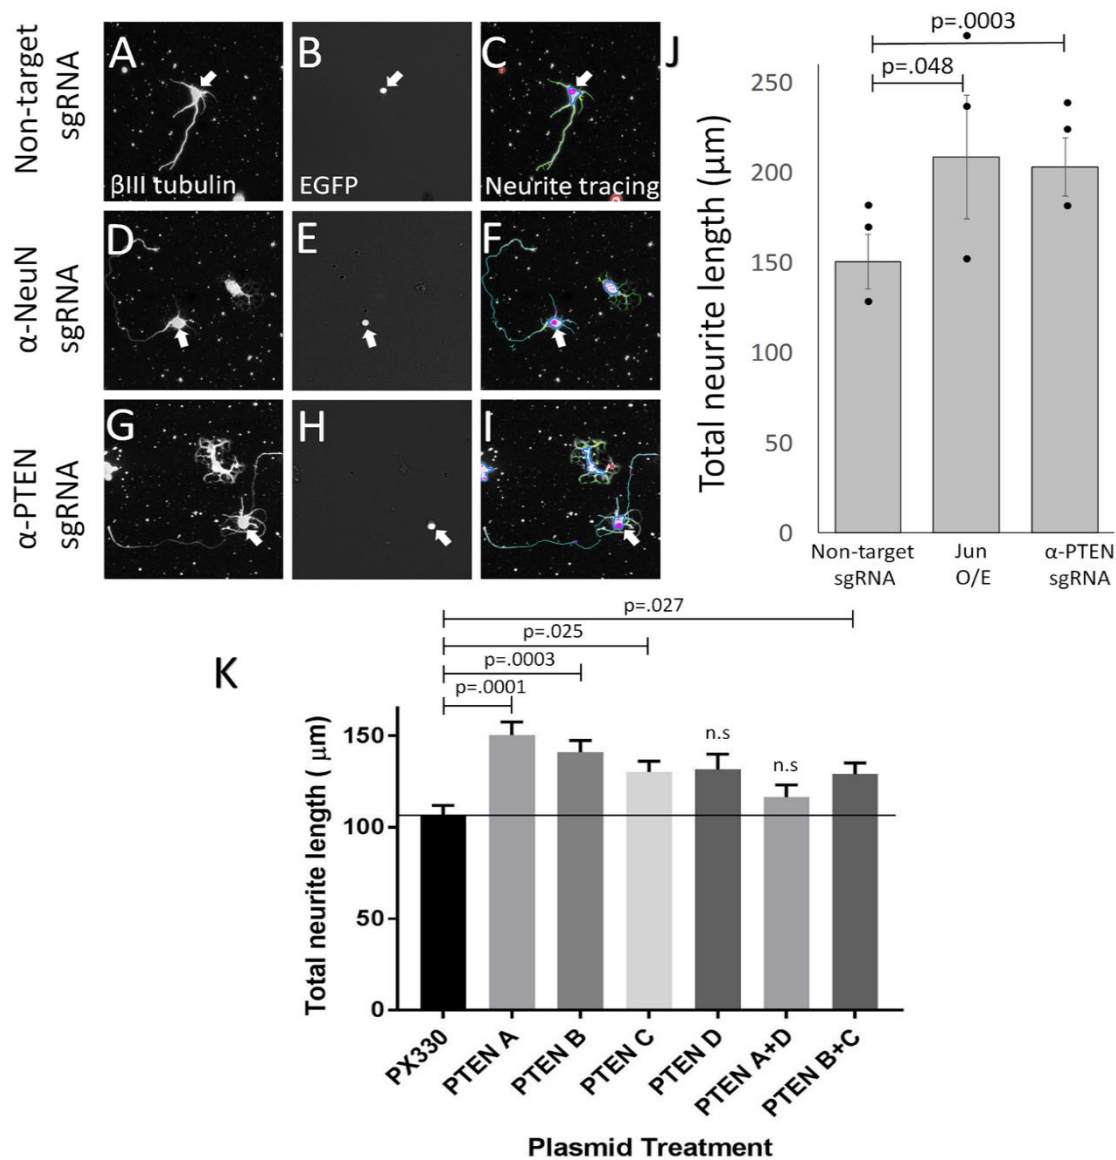 Non-target
sgRNA
A
B
C
βIII tubulin
EGFP
Neurite tracing
α-NeuN
sgRNA
D
E
F
α-PTEN
sgRNA
G
H
I
J
p=.0003
p=.048
Total neurite length (μm)
250
200
150
100
50
0
Non-target
sgRNA
Jun
O/E
α-PTEN
sgRNA
K
p=.027
p=.025
p=.0003
p=.0001
n.s
n.s
Total neurite length ( μm)
150
100
50
0
PX330
PTEN A
PTEN B
PTEN C
PTEN D
PTEN A+D
PTEN B+C
Plasmid Treatment